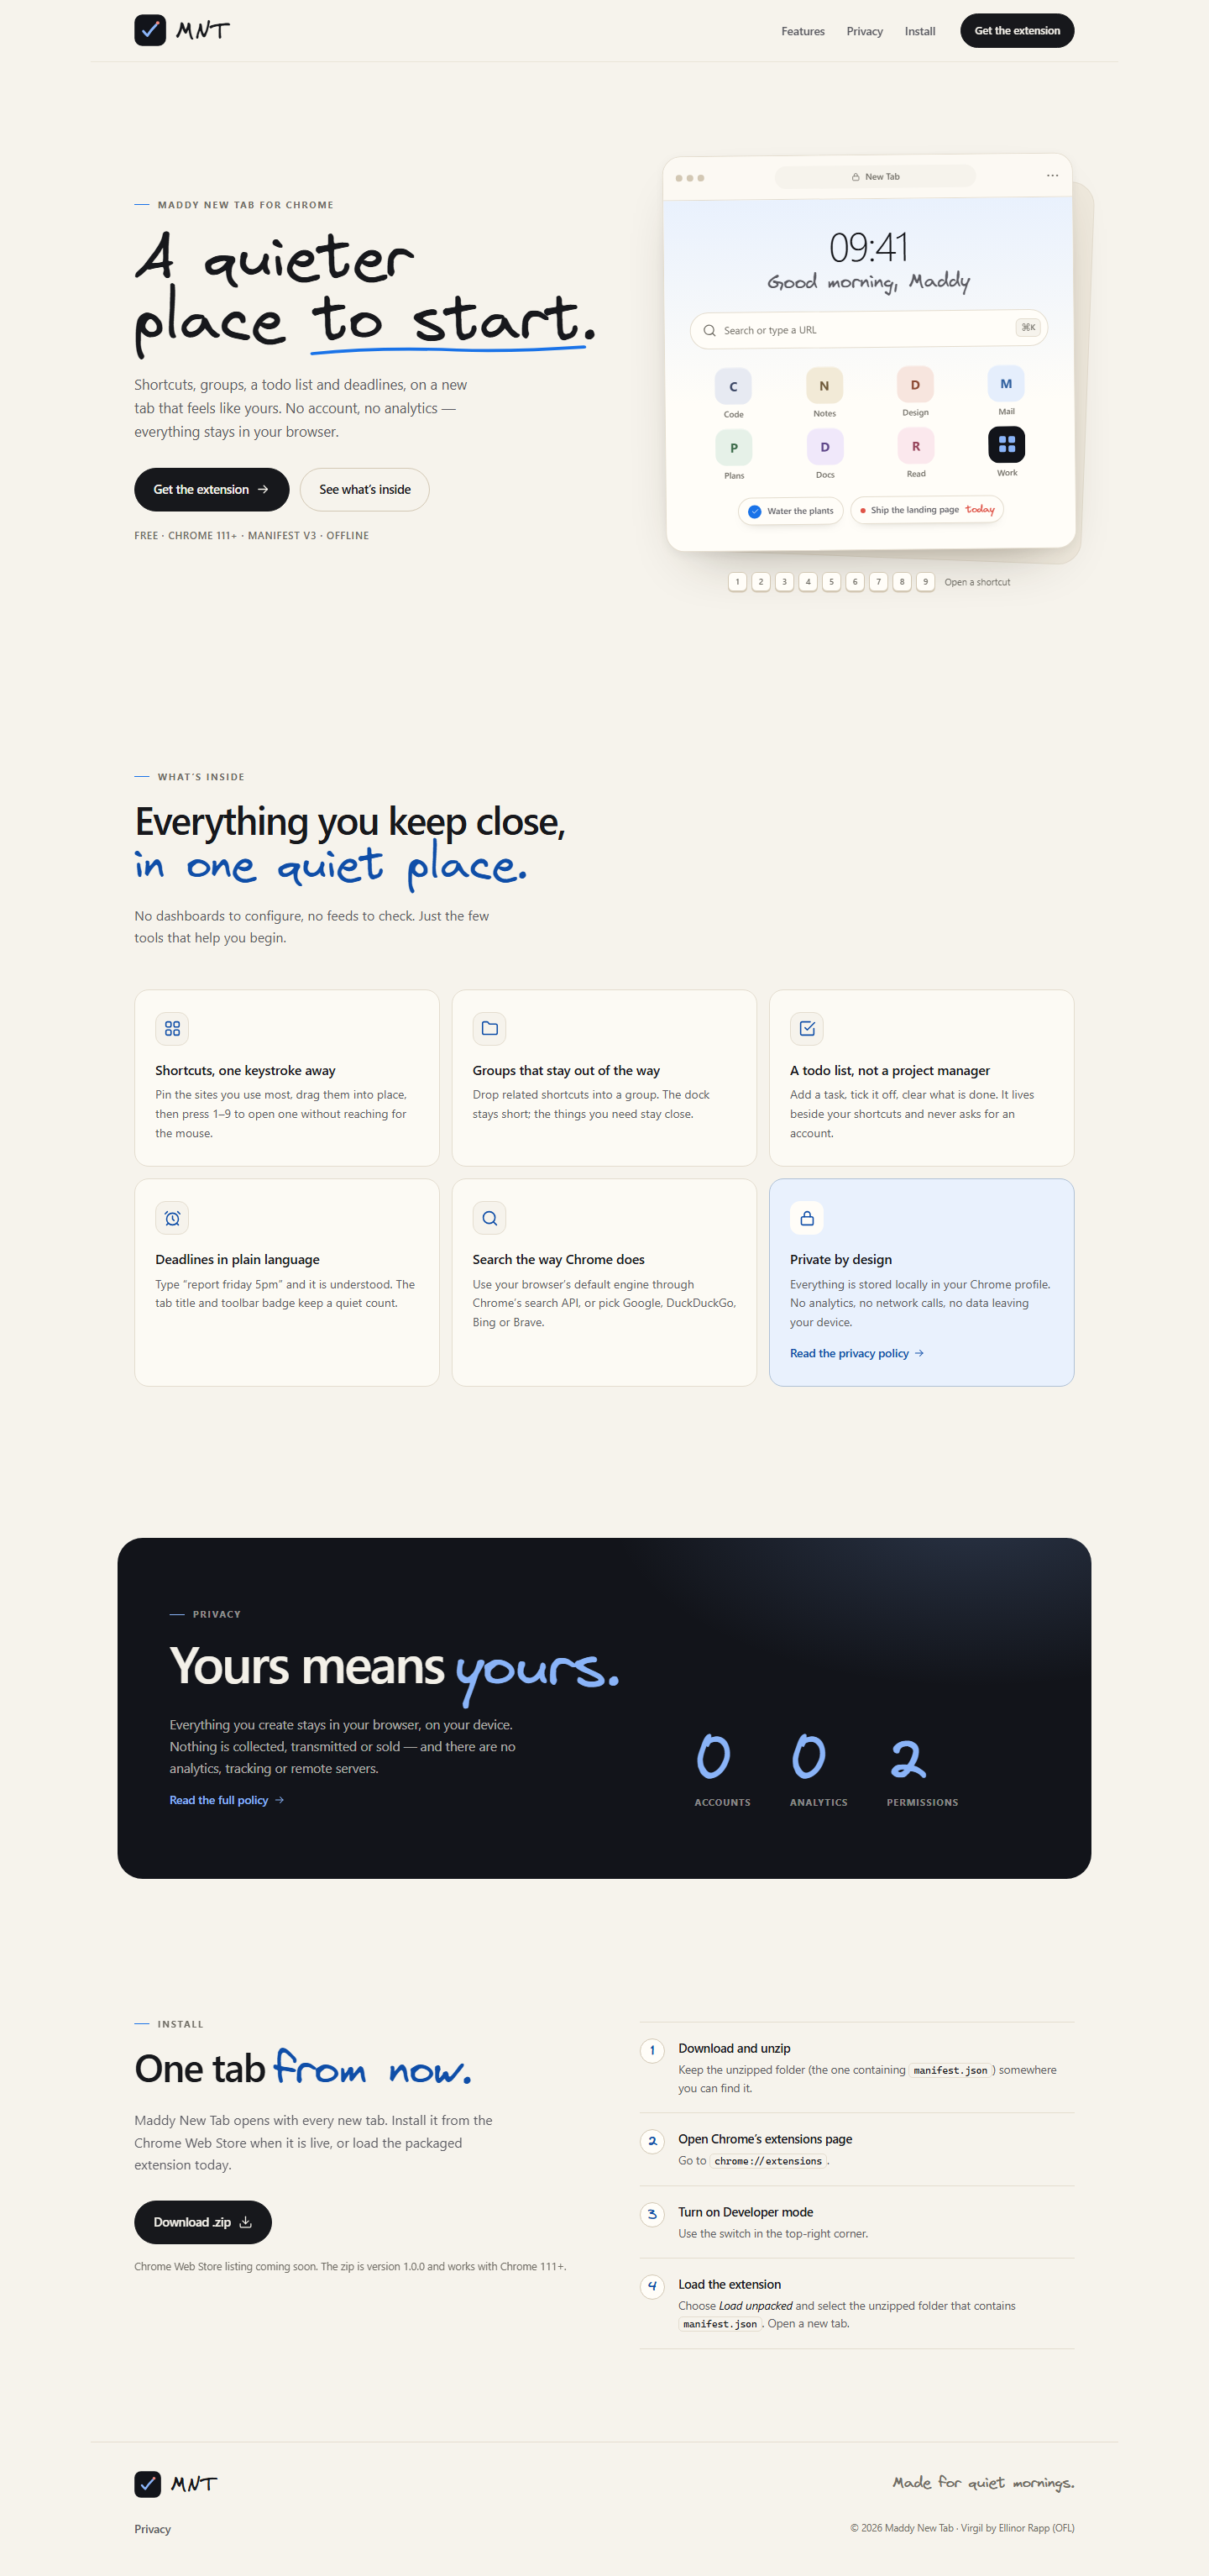 MNT
Features Privacy Install Get the extension
MADDY NEW TAB FOR CHROME
A quieter
place to start.
Shortcuts, groups, a todo list and deadlines, on a new
tab that feels like yours. No account, no analytics —
everything stays in your browser.
Get the extension → See what's inside
FREE · CHROME 111+ · MANIFEST V3 · OFFLINE
New Tab
09:41
Good morning, Maddy
Search or type a URL ⌘K
C N D M
Code Notes Design Mail
P D R
Plans Docs Read Work
Water the plants Ship the landing page today
1 2 3 4 5 6 7 8 9 Open a shortcut
WHAT'S INSIDE
Everything you keep close,
in one quiet place.
No dashboards to configure, no feeds to check. Just the few
tools that help you begin.
Shortcuts, one keystroke away
Pin the sites you use most, drag them into place,
then press 1–9 to open one without reaching for
the mouse.
Groups that stay out of the way
Drop related shortcuts into a group. The dock
stays short; the things you need stay close.
A todo list, not a project manager
Add a task, tick it off, clear what is done. It lives
beside your shortcuts and never asks for an
account.
Deadlines in plain language
Type “report friday 5pm” and it is understood. The
tab title and toolbar badge keep a quiet count.
Search the way Chrome does
Use your browser's default engine through
Chrome's search API, or pick Google, DuckDuckGo,
Bing or Brave.
Private by design
Everything is stored locally in your Chrome profile.
No analytics, no network calls, no data leaving
your device.
Read the privacy policy →
PRIVACY
Yours means yours.
Everything you create stays in your browser, on your device.
Nothing is collected, transmitted or sold — and there are no
analytics, tracking or remote servers.
Read the full policy →
0 0 2
ACCOUNTS ANALYTICS PERMISSIONS
INSTALL
One tab from now.
Maddy New Tab opens with every new tab. Install it from the
Chrome Web Store when it is live, or load the packaged
extension today.
Download .zip
Chrome Web Store listing coming soon. The zip is version 1.0.0 and works with Chrome 111+.
1 Download and unzip
Keep the unzipped folder (the one containing manifest.json) somewhere
you can find it.
2 Open Chrome's extensions page
Go to chrome://extensions.
3 Turn on Developer mode
Use the switch in the top-right corner.
4 Load the extension
Choose Load unpacked and select the unzipped folder that contains
manifest.json. Open a new tab.
MNT
Made for quiet mornings.
Privacy
© 2026 Maddy New Tab · Virgil by Ellinor Rapp (OFL)